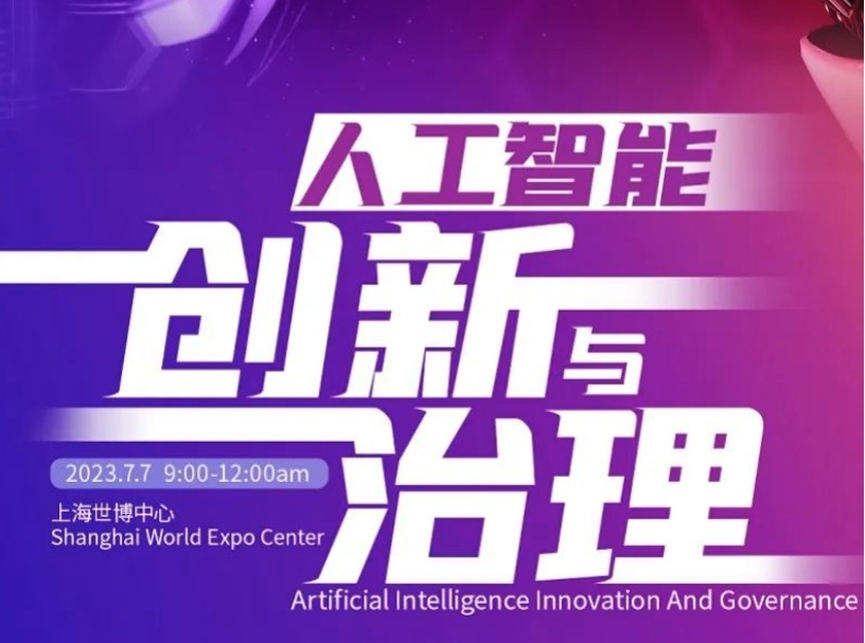 人工智能
创新与
治理
2023.7.7 9:00-12:00am
上海世博中心
Shanghai World Expo Center
Artificial Intelligence Innovation And Governance